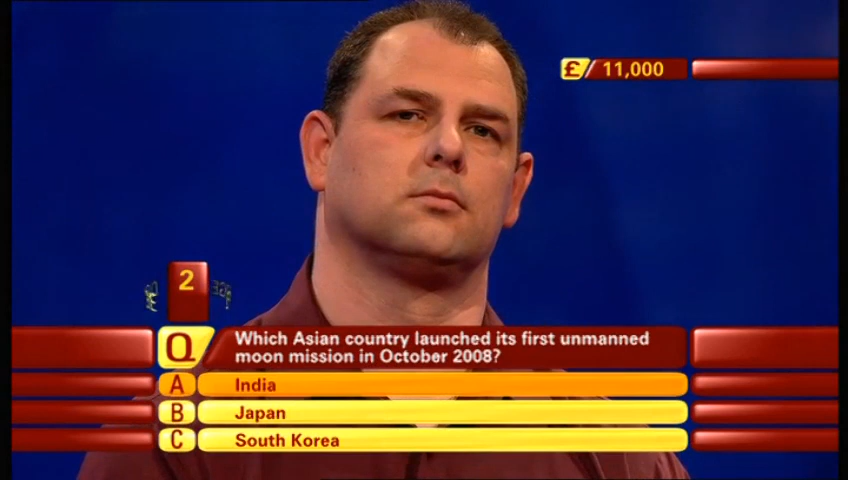 £ 11,000
2
Q Which Asian country launched its first unmanned
moon mission in October 2008?
A India
B Japan
C South Korea